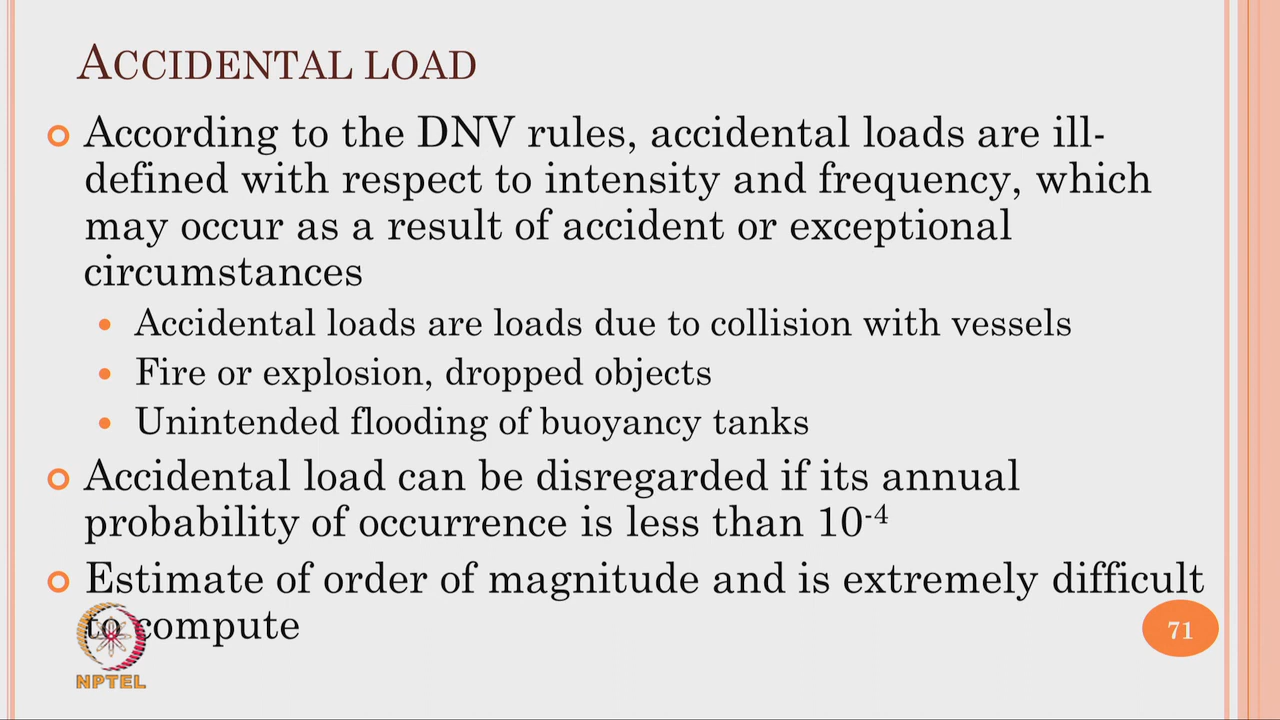 ACCIDENTAL LOAD
According to the DNV rules, accidental loads are ill-
defined with respect to intensity and frequency, which
may occur as a result of accident or exceptional
circumstances
Accidental loads are loads due to collision with vessels
Fire or explosion, dropped objects
Unintended flooding of buoyancy tanks
Accidental load can be disregarded if its annual
probability of occurrence is less than 10⁻⁴
Estimate of order of magnitude and is extremely difficult
to compute
71
NPTEL